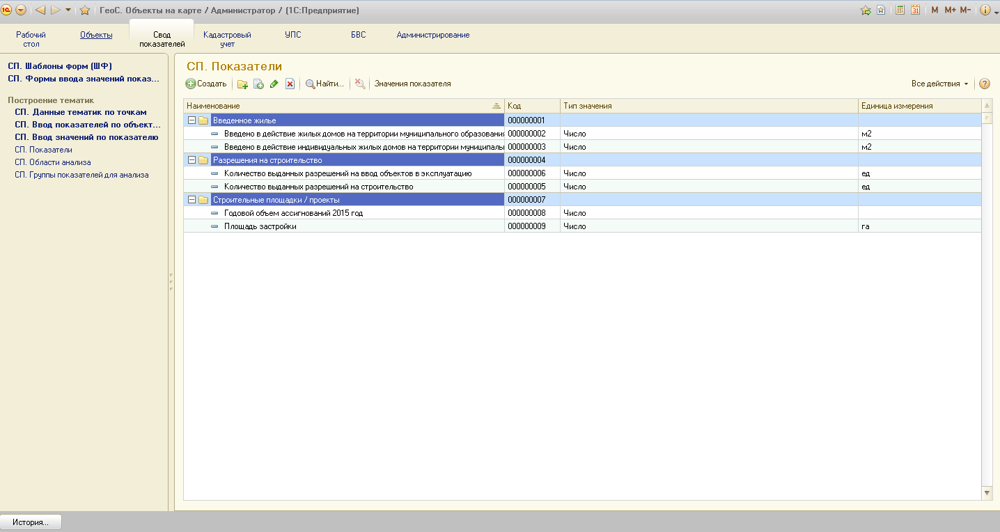 ГеоС. Объекты на карте / Администратор / (1С:Предприятие)
M M+ M-
Рабочий стол
Объекты
Свод показателей
Кадастровый учет
УПС
БВС
Администрирование
СП. Шаблоны форм (ШФ)
СП. Формы ввода значений показ...
Построение тематик
СП. Данные тематик по точкам
СП. Ввод показателей по объект...
СП. Ввод значений по показателю
СП. Показатели
СП. Области анализа
СП. Группы показателей для анализа
СП. Показатели
Создать Найти... Значения показателя Все действия
Наименование Код Тип значения Единица измерения
Введенное жилье 000000001
Введено в действие жилых домов на территории муниципального образования 000000002 Число м2
Введено в действие индивидуальных жилых домов на территории муниципаль 000000003 Число м2
Разрешения на строительство 000000004
Количество выданных разрешений на ввод объектов в эксплуатацию 000000006 Число ед
Количество выданных разрешений на строительство 000000005 Число ед
Строительные площадки / проекты 000000007
Годовой объем ассигнований 2015 год 000000008 Число
Площадь застройки 000000009 Число га
История...